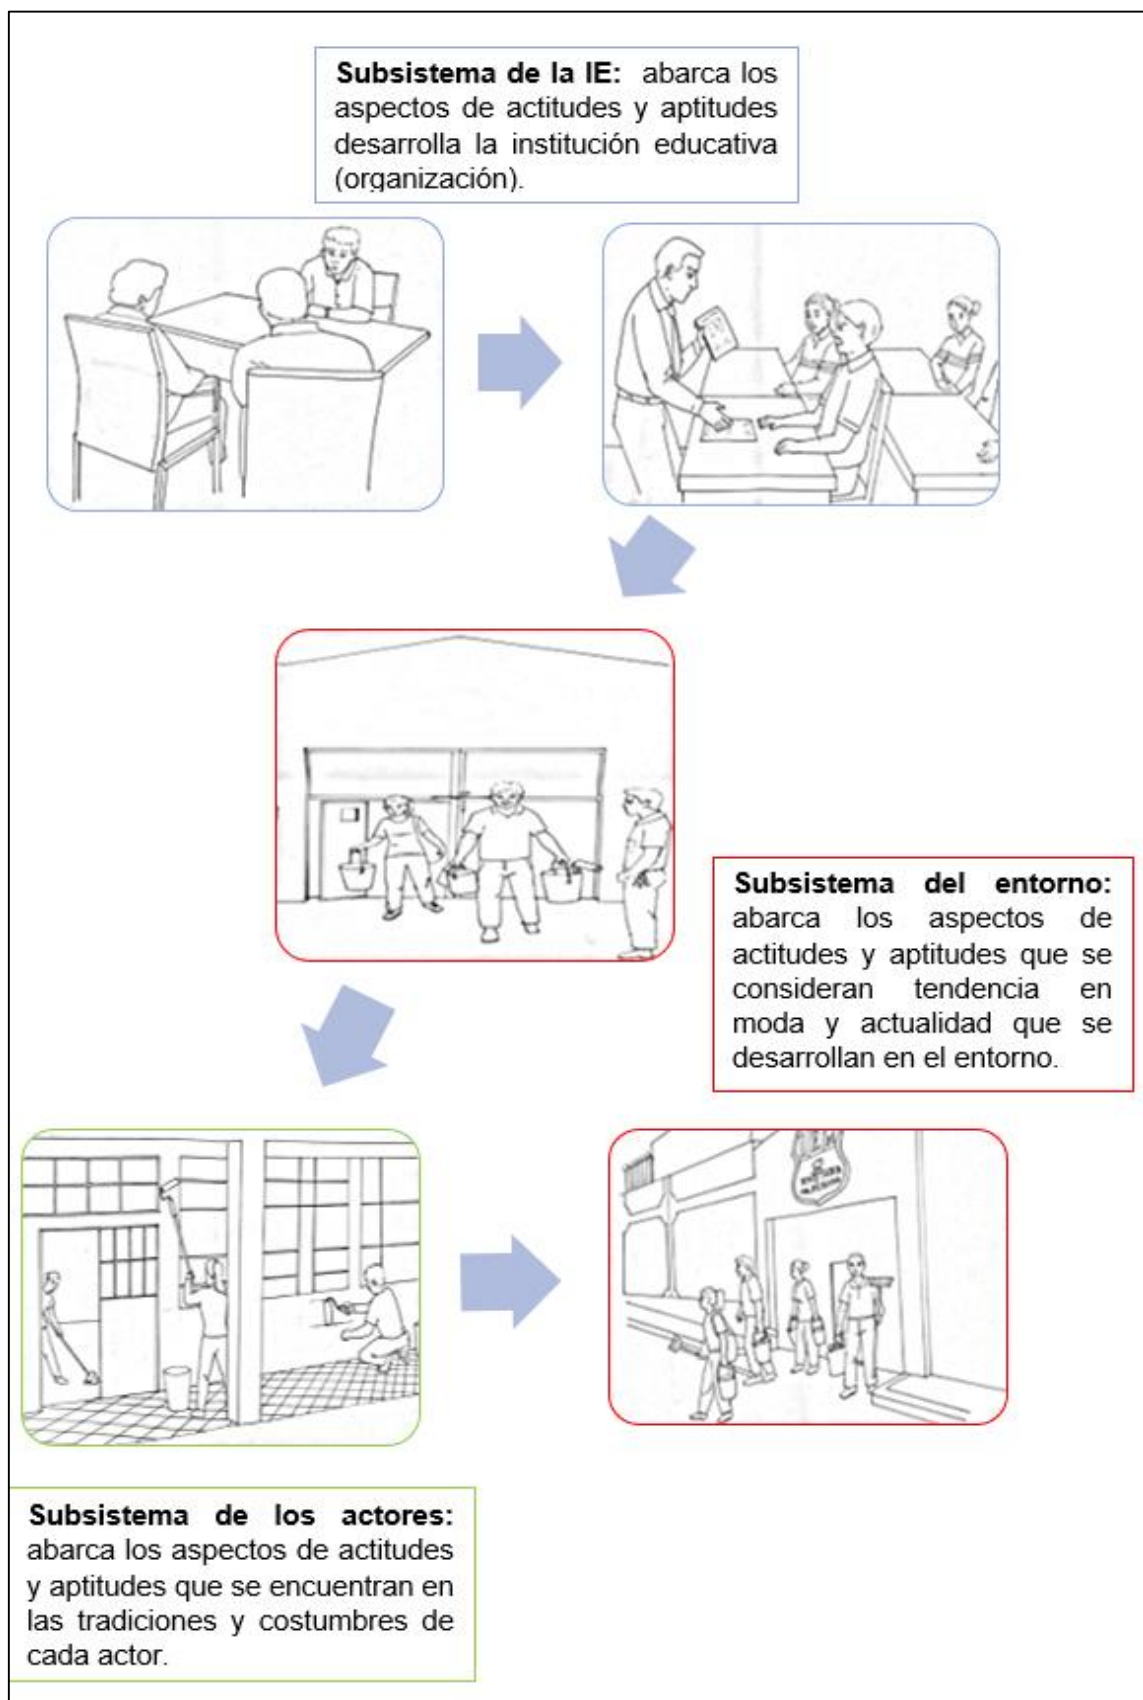 Subsistema de la IE: abarca los
aspectos de actitudes y aptitudes
desarrolla la institución educativa
(organización).
Subsistema del entorno:
abarca los aspectos de
actitudes y aptitudes que se
consideran tendencia en
moda y actualidad que se
desarrollan en el entorno.
Subsistema de los actores:
abarca los aspectos de actitudes
y aptitudes que se encuentran en
las tradiciones y costumbres de
cada actor.